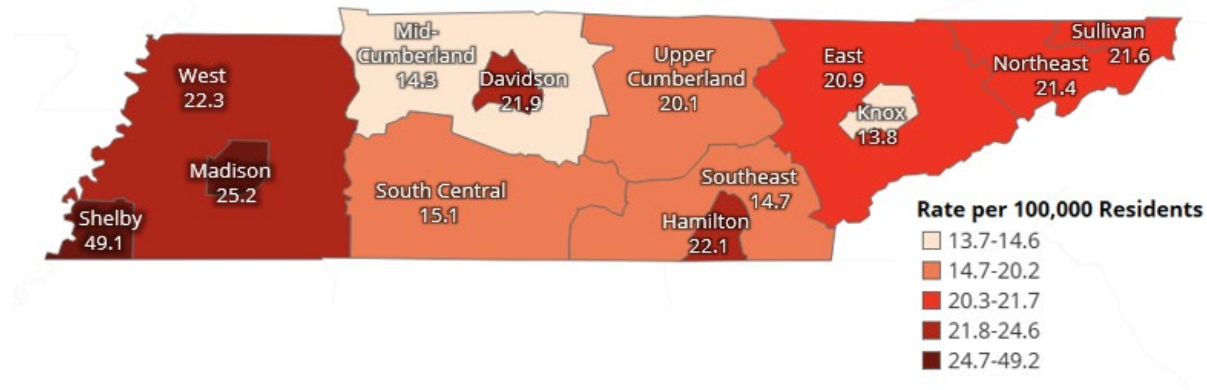 Mid-
Cumberland
14.3
West
22.3
Davidson
21.9
Upper
Cumberland
20.1
East
20.9
Sullivan
21.6
Northeast
21.4
Knox
13.8
Madison
25.2
South Central
15.1
Southeast
14.7
Shelby
49.1
Hamilton
22.1
Rate per 100,000 Residents
13.7-14.6
14.7-20.2
20.3-21.7
21.8-24.6
24.7-49.2